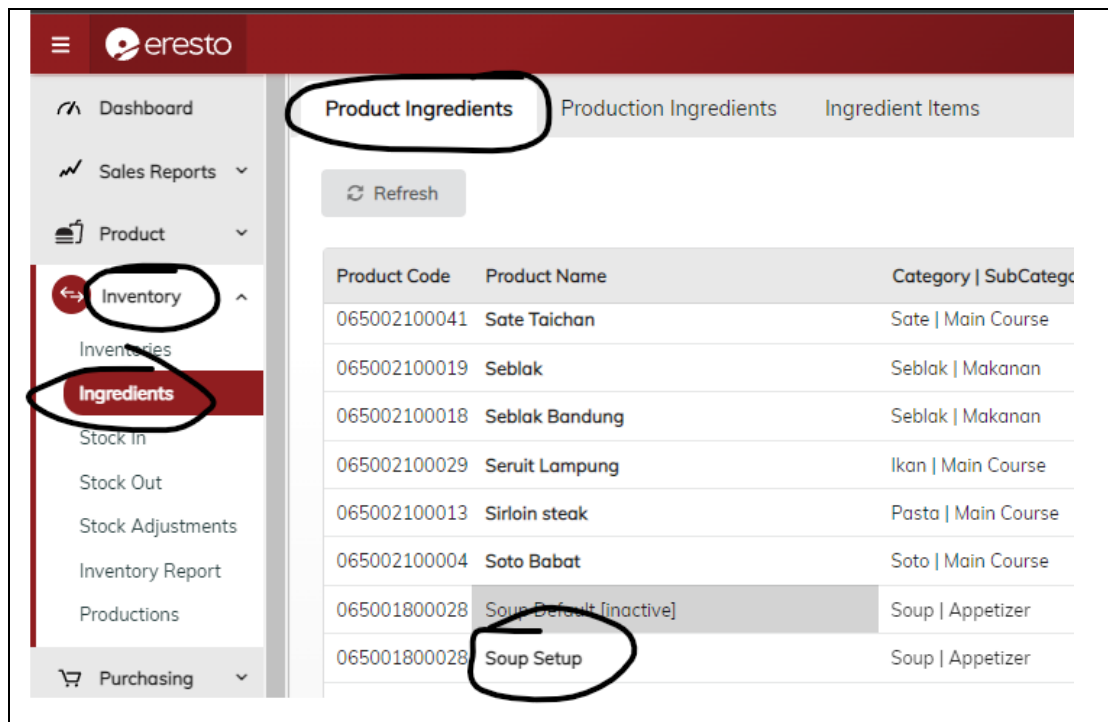 eresto
Dashboard
Sales Reports
Product
Inventory
Inventories
Ingredients
Stock In
Stock Out
Stock Adjustments
Inventory Report
Productions
Purchasing
Product Ingredients Production Ingredients Ingredient Items
Refresh
Product Code Product Name Category | SubCatego
065002100041 Sate Taichan Sate | Main Course
065002100019 Seblak Seblak | Makanan
065002100018 Seblak Bandung Seblak | Makanan
065002100029 Seruit Lampung Ikan | Main Course
065002100013 Sirloin steak Pasta | Main Course
065002100004 Soto Babat Soto | Main Course
065001800028 Soup Default [inactive] Soup | Appetizer
065001800028 Soup Setup Soup | Appetizer